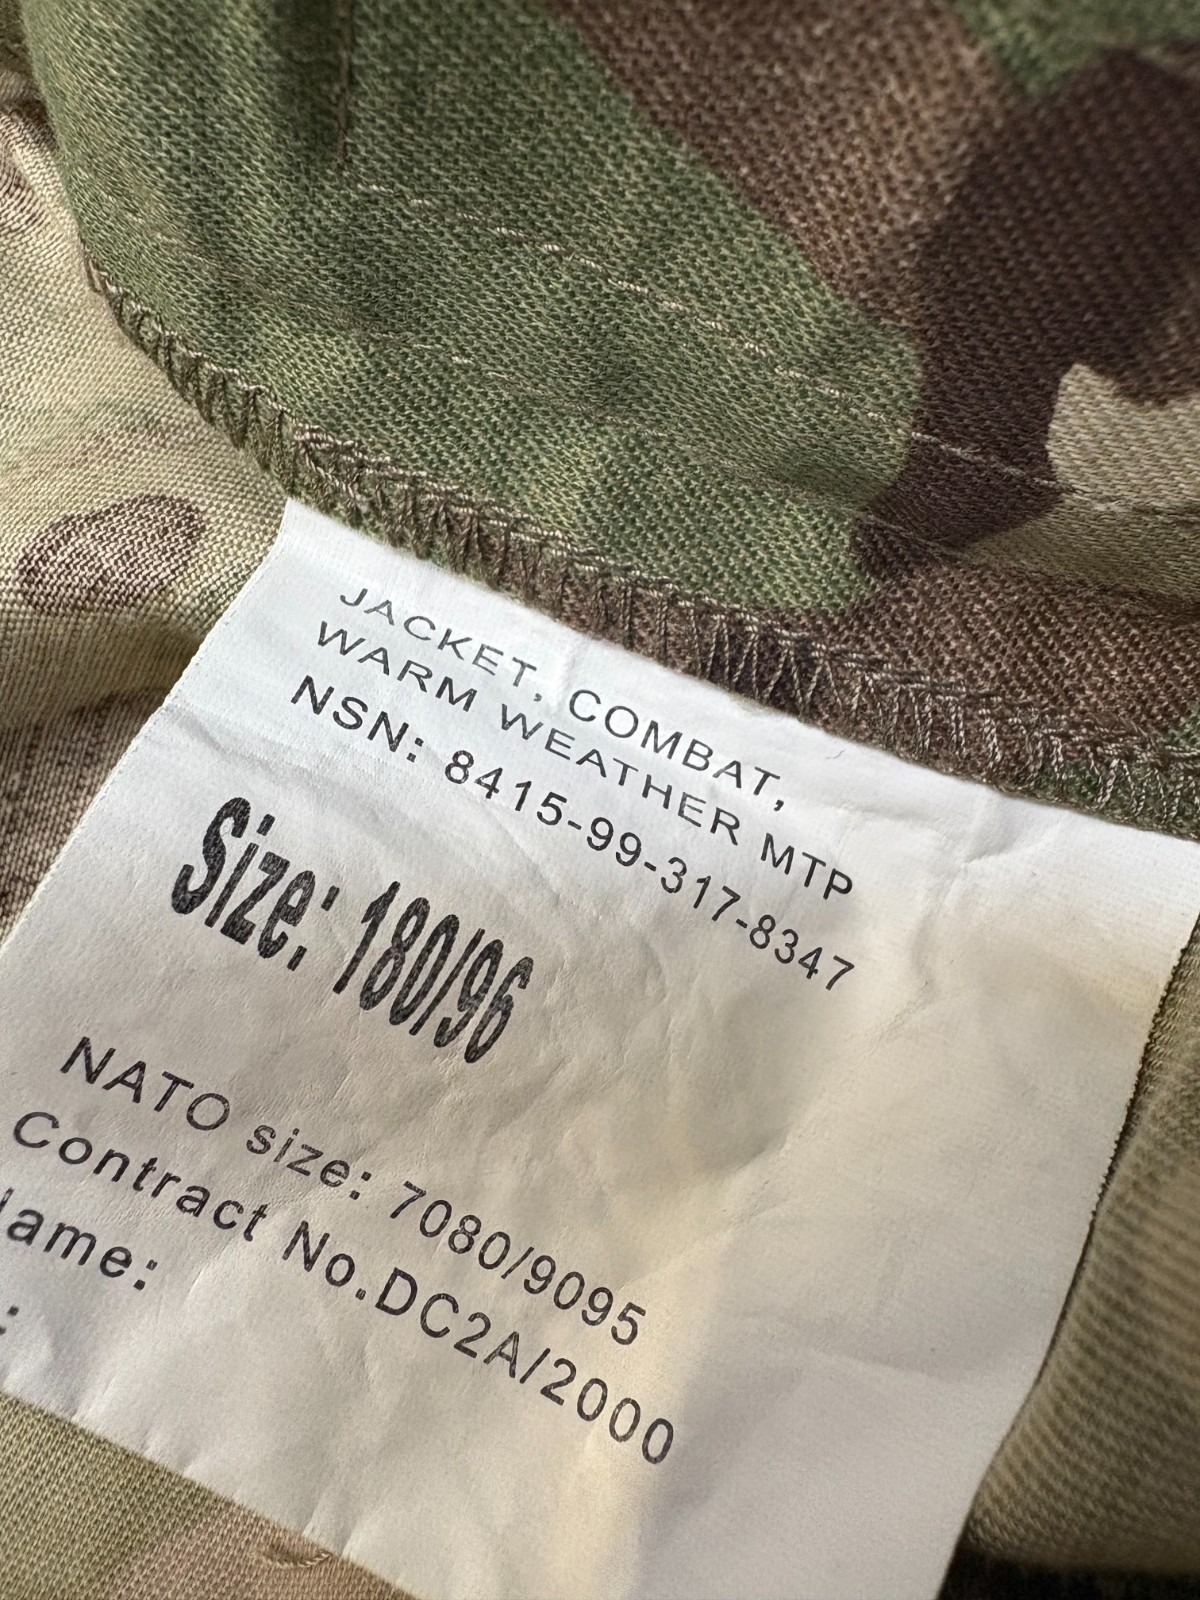 JACKET, COMBAT,
WARM WEATHER MTP
NSN: 8415-99-317-8347
Size: 180/96
NATO size: 7080/9095
Contract No.DC2A/2000
ame:
: